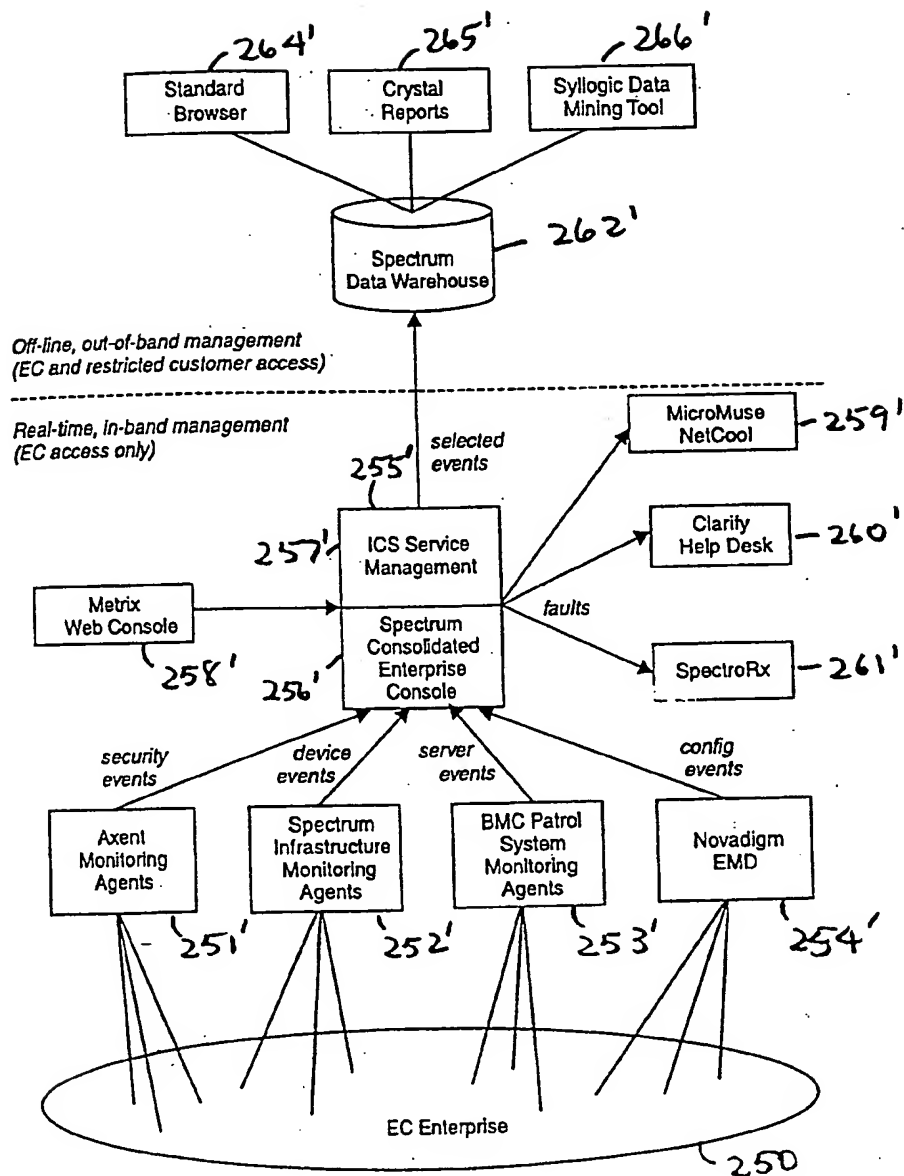 264'
265'
266'
Standard
Browser
Crystal
Reports
Syllogic Data
Mining Tool
262'
Spectrum
Data Warehouse
Off-line, out-of-band management
(EC and restricted customer access)
Real-time, in-band management
(EC access only)
selected
events
MicroMuse
NetCool
259'
255'
257'
ICS Service
Management
Clarify
Help Desk
260'
Metrix
Web Console
258'
faults
256'
Spectrum
Consolidated
Enterprise
Console
SpectroRx
261'
security
events
device
events
server
events
config
events
Axent
Monitoring
Agents
Spectrum
Infrastructure
Monitoring
Agents
BMC Patrol
System
Monitoring
Agents
Novadigm
EMD
251'
252'
253'
254'
EC Enterprise
250